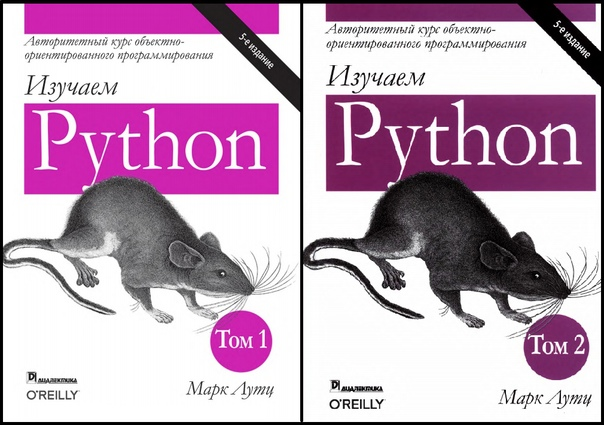 Авторитетный курс объектно-
ориентированного программирования
5-е издание
Изучаем
Python
Том 1
Диалектика
O'REILLY
Марк Лутц
Авторитетный курс объектно-
ориентированного программирования
5-е издание
Изучаем
Python
Том 2
Диалектика
O'REILLY
Марк Лутц